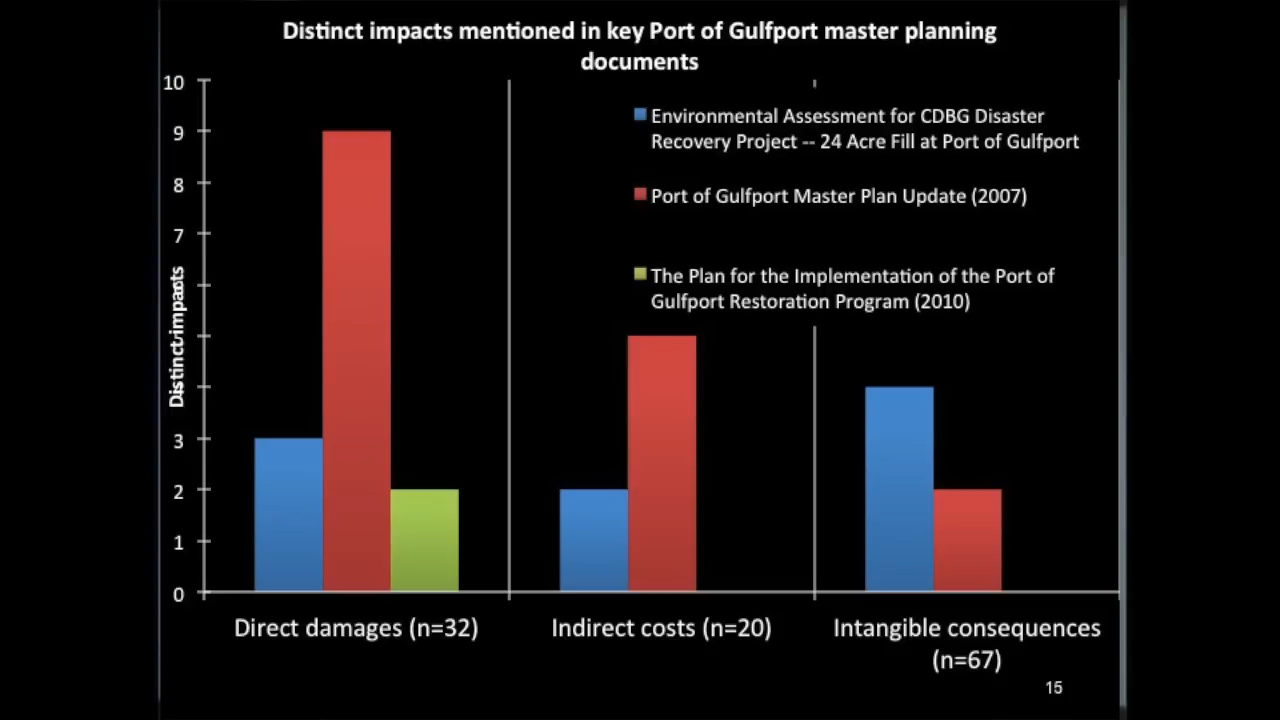 Distinct impacts mentioned in key Port of Gulfport master planning
documents
10
9
8
7
3
2
1
0
Distinct impacts
Environmental Assessment for CDBG Disaster
Recovery Project -- 24 Acre Fill at Port of Gulfport
Port of Gulfport Master Plan Update (2007)
The Plan for the Implementation of the Port of
Gulfport Restoration Program (2010)
Direct damages (n=32)
Indirect costs (n=20)
Intangible consequences
(n=67)
15